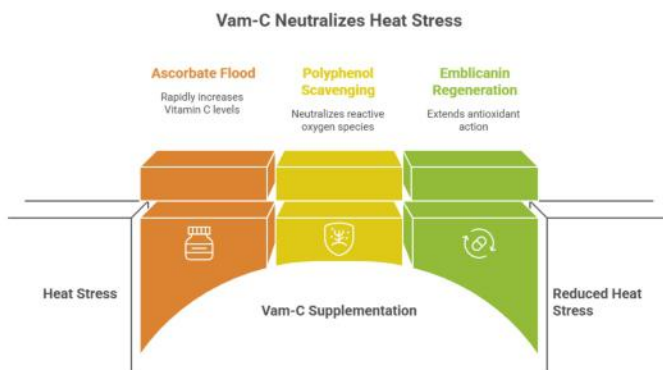 Vam-C Neutralizes Heat Stress
Ascorbate Flood
Rapidly increases
Vitamin C levels
Polyphenol
Scavenging
Neutralizes reactive
oxygen species
Emblicanin
Regeneration
Extends antioxidant
action
Heat Stress
Vam-C Supplementation
Reduced Heat
Stress